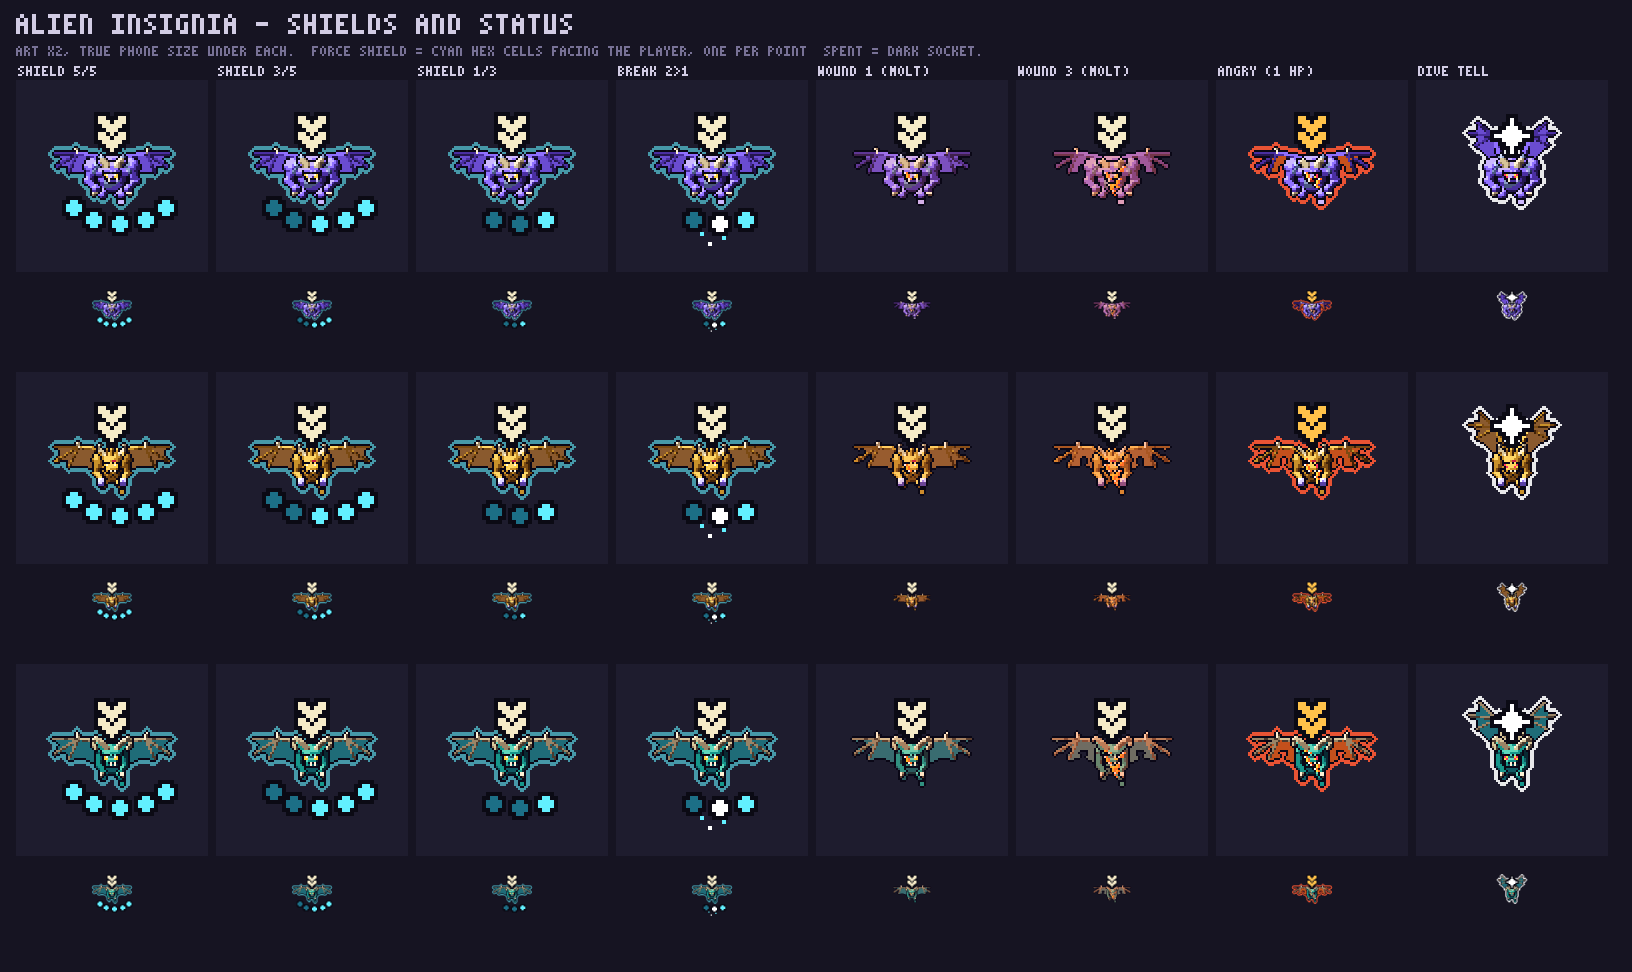 ALIEN INSIGNIA - SHIELDS AND STATUS
ART X2, TRUE PHONE SIZE UNDER EACH. FORCE SHIELD = CYAN HEX CELLS FACING THE PLAYER, ONE PER POINT SPENT = DARK SOCKET.
SHIELD 5/5 SHIELD 3/5 SHIELD 1/3 BREAK 2>1 WOUND 1 (MOLT) WOUND 3 (MOLT) ANGRY (1 HP) DIVE TELL